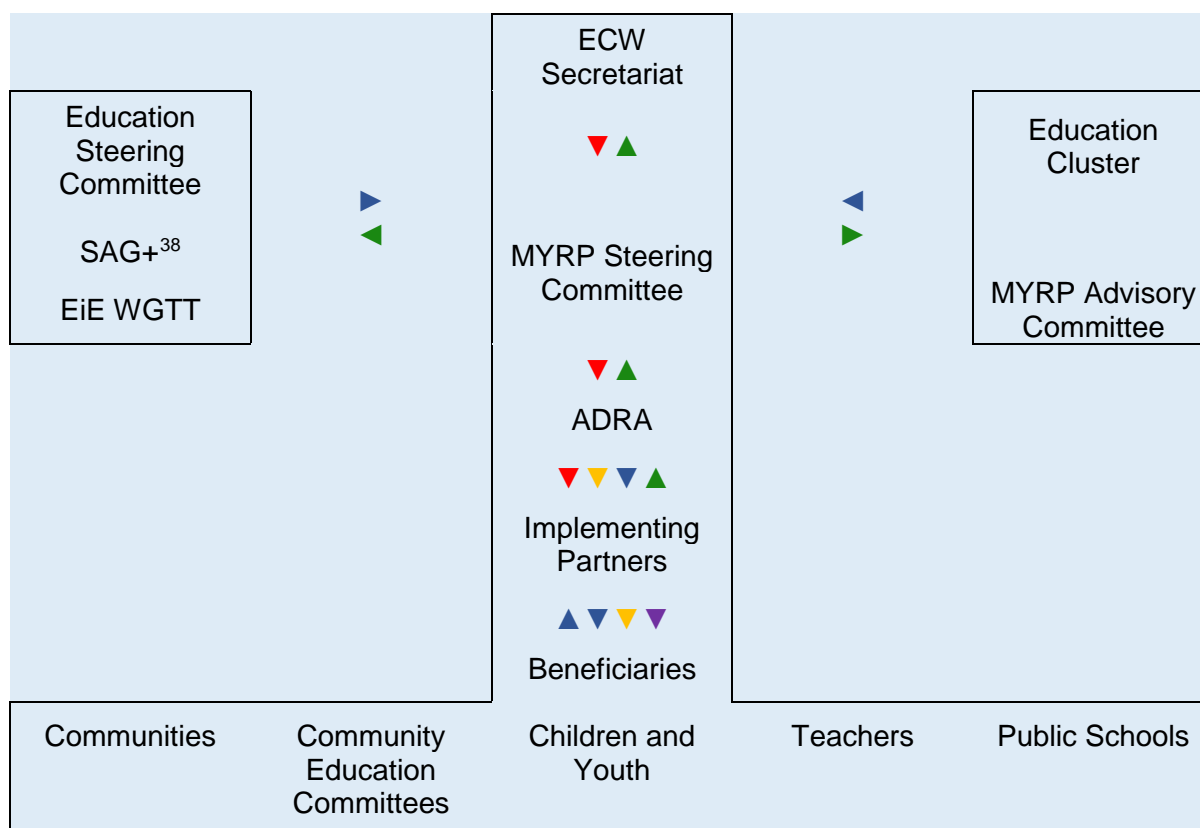 ECW
Secretariat
Education
Steering
Committee
SAG+38
EiE WGTT
MYRP Steering
Committee
Education
Cluster
MYRP Advisory
Committee
ADRA
Implementing
Partners
Beneficiaries
Communities
Community
Education
Committees
Children and
Youth
Teachers
Public Schools